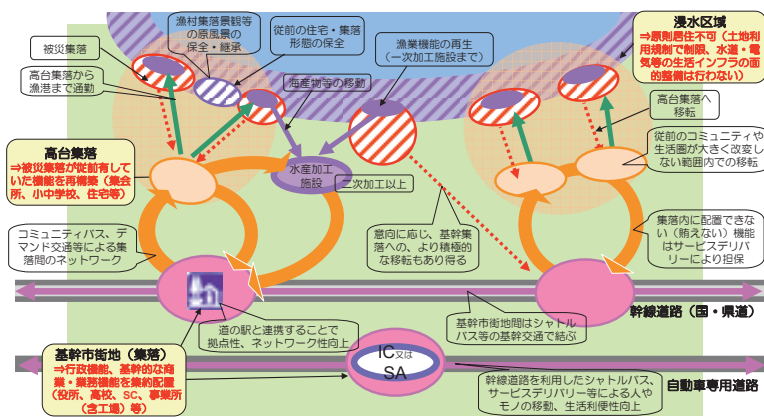 漁村集落景観等
の原風景の
保全・継承
従前の住宅・集落
形態の保全
被災集落
漁業機能の再生
(一次加工施設まで)
浸水区域
⇒原則居住不可(土地利
用規制で制限、水道・電
気等の生活インフラの面
的整備は行わない)
高台集落から
漁港まで通勤
海産物等の移動
高台集落へ
移転
従前のコミュニティや
生活圏が大きく改変し
ない範囲内での移転
高台集落
⇒被災集落が従前有して
いた機能を再構築(集会
所、小中学校、住宅等)
水産加工
施設
二次加工以上
コミュニティバス、デ
マンド交通等による集
落間のネットワーク
意向に応じ、基幹集
落への、より積極的
な移転もあり得る
集落内に配置できな
い(賄えない)機能
はサービスデリバ
リーにより担保
幹線道路(国・県道)
道の駅と連携することで
拠点性、ネットワーク性向上
基幹市街地間はシャトル
バス等の基幹交通で結ぶ
基幹市街地(集落)
⇒行政機能、基幹的な商
業・業務機能を集約配置
(役所、高校、SC、事業所
(含工場)等)
IC又は
SA
幹線道路を利用したシャトルバス、
サービスデリバリー等による人や
モノの移動、生活利便性向上
自動車専用道路